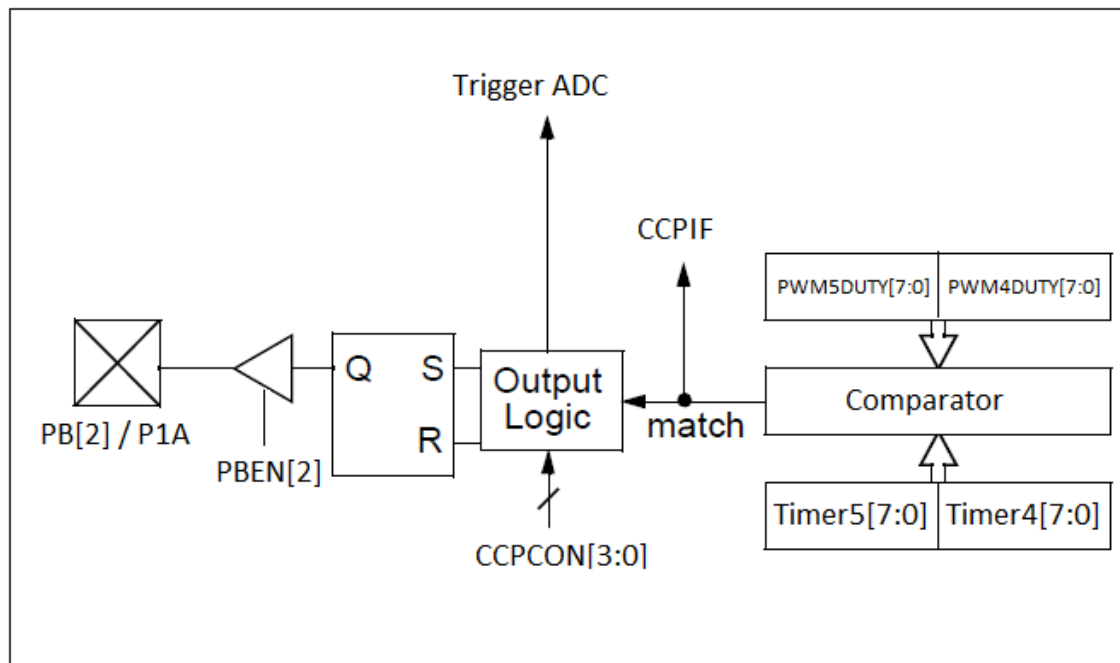 Trigger ADC
CCPIF
PWM5DUTY[7:0] PWM4DUTY[7:0]
Q S
R
Output
Logic
match
Comparator
PB[2] / P1A
PBEN[2]
CCPCON[3:0]
Timer5[7:0] Timer4[7:0]